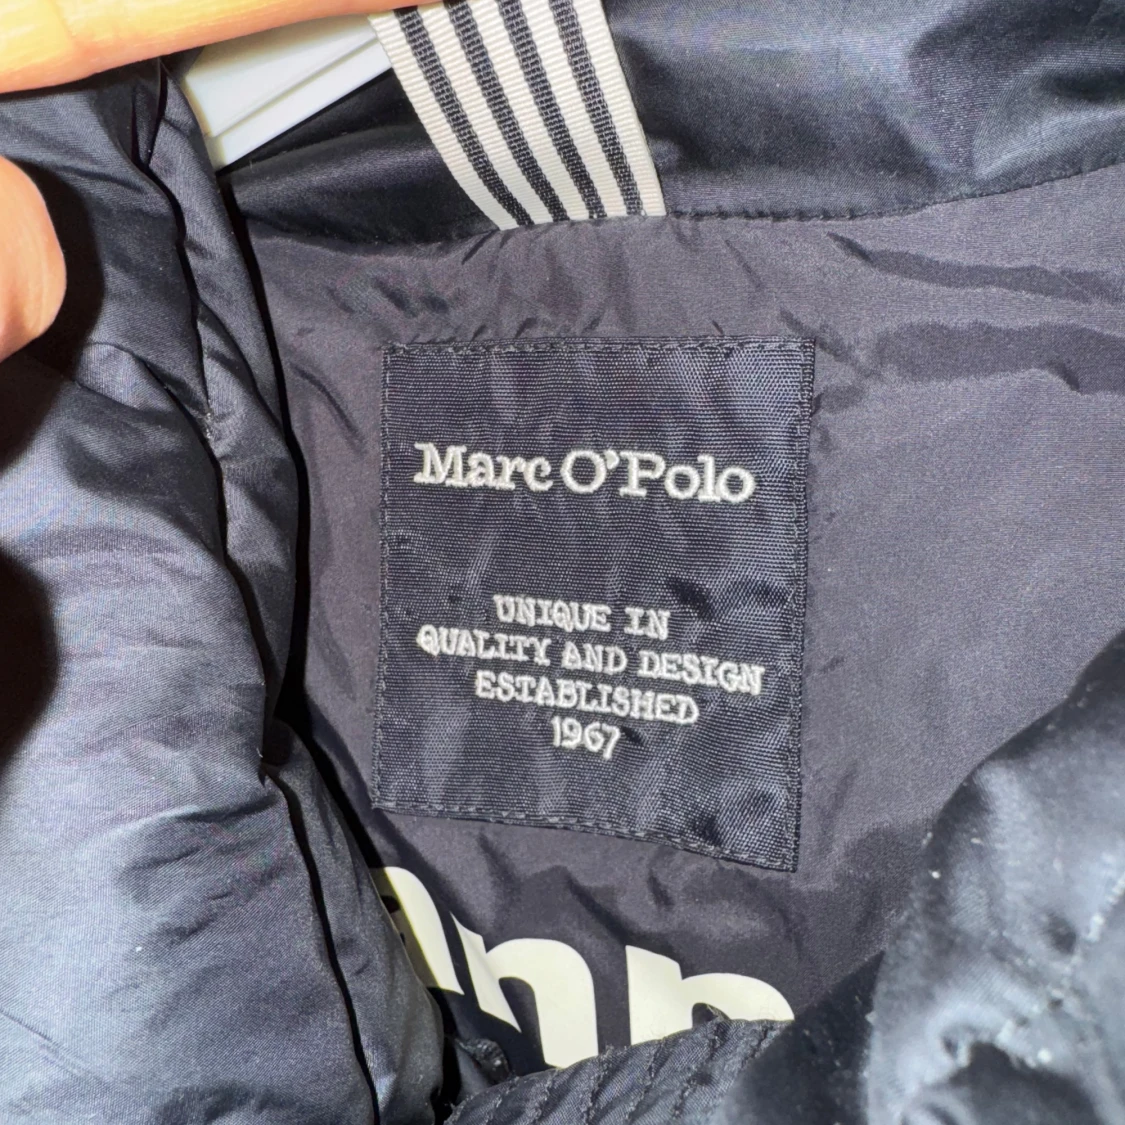 Marc O'Polo
UNIQUE IN
QUALITY AND DESIGN
ESTABLISHED
1967